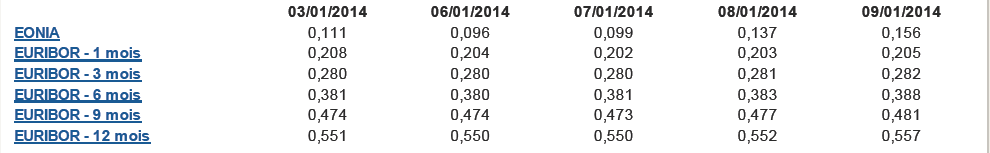 03/01/2014 06/01/2014 07/01/2014 08/01/2014 09/01/2014
EONIA 0,111 0,096 0,099 0,137 0,156
EURIBOR - 1 mois 0,208 0,204 0,202 0,203 0,205
EURIBOR - 3 mois 0,280 0,280 0,280 0,281 0,282
EURIBOR - 6 mois 0,381 0,380 0,381 0,383 0,388
EURIBOR - 9 mois 0,474 0,474 0,473 0,477 0,481
EURIBOR - 12 mois 0,551 0,550 0,550 0,552 0,557